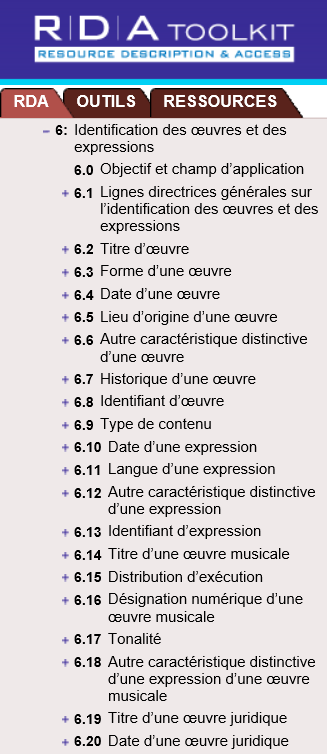 R|D|A TOOLKIT
RESOURCE DESCRIPTION & ACCESS
RDA OUTILS RESSOURCES
6: Identification des œuvres et des
expressions
6.0 Objectif et champ d'application
6.1 Lignes directrices générales sur
l'identification des œuvres et des
expressions
6.2 Titre d'œuvre
6.3 Forme d'une œuvre
6.4 Date d'une œuvre
6.5 Lieu d'origine d'une œuvre
6.6 Autre caractéristique distinctive
d'une œuvre
6.7 Historique d'une œuvre
6.8 Identifiant d'œuvre
6.9 Type de contenu
6.10 Date d'une expression
6.11 Langue d'une expression
6.12 Autre caractéristique distinctive
d'une expression
6.13 Identifiant d'expression
6.14 Titre d'une œuvre musicale
6.15 Distribution d'exécution
6.16 Désignation numérique d'une
œuvre musicale
6.17 Tonalité
6.18 Autre caractéristique distinctive
d'une expression d'une œuvre
musicale
6.19 Titre d'une œuvre juridique
6.20 Date d'une œuvre juridique